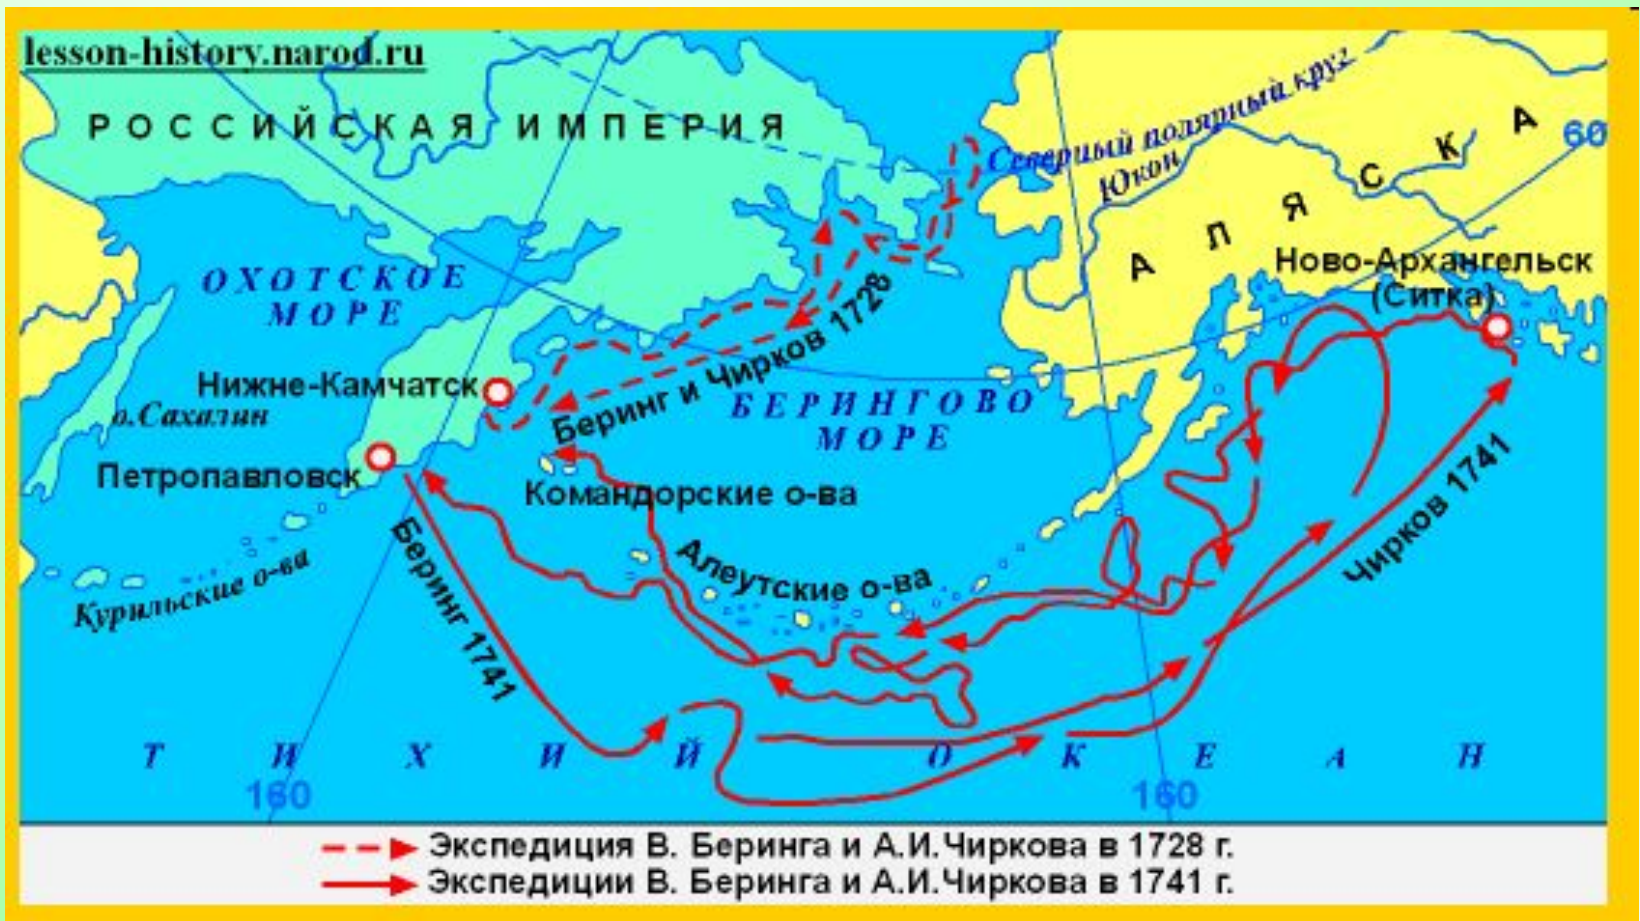 lesson-history.narod.ru
РОССИЙСКАЯ ИМПЕРИЯ
Северный полярный круг
60
Юкон
АЛЯСКА
ОХОТСКОЕ
МОРЕ
Ново-Архангельск
(Ситка)
Беринг и Чирков 1728
Нижне-Камчатск
о.Сахалин
БЕРИНГОВО
МОРЕ
Петропавловск
Командорские о-ва
Чирков 1741
Алеутские о-ва
Курильские о-ва
Беринг 1741
ТИХИЙ ОКЕАН
160
160
Экспедиция В. Беринга и А.И.Чиркова в 1728 г.
Экспедиции В. Беринга и А.И.Чиркова в 1741 г.